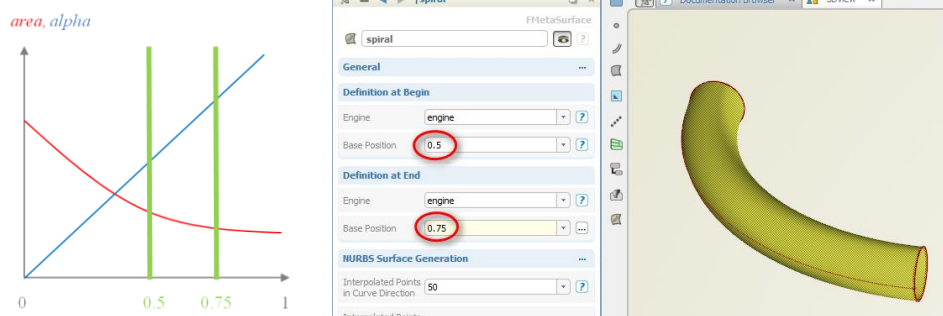 area, alpha
0
0.5
0.75
1
spiral
FMetaSurface
spiral
General
Definition at Begin
Engine
engine
Base Position
0.5
Definition at End
Engine
engine
Base Position
0.75
NURBS Surface Generation
Interpolated Points
in Curve Direction
50
Interpolated Points
Documentation Browser
3DView